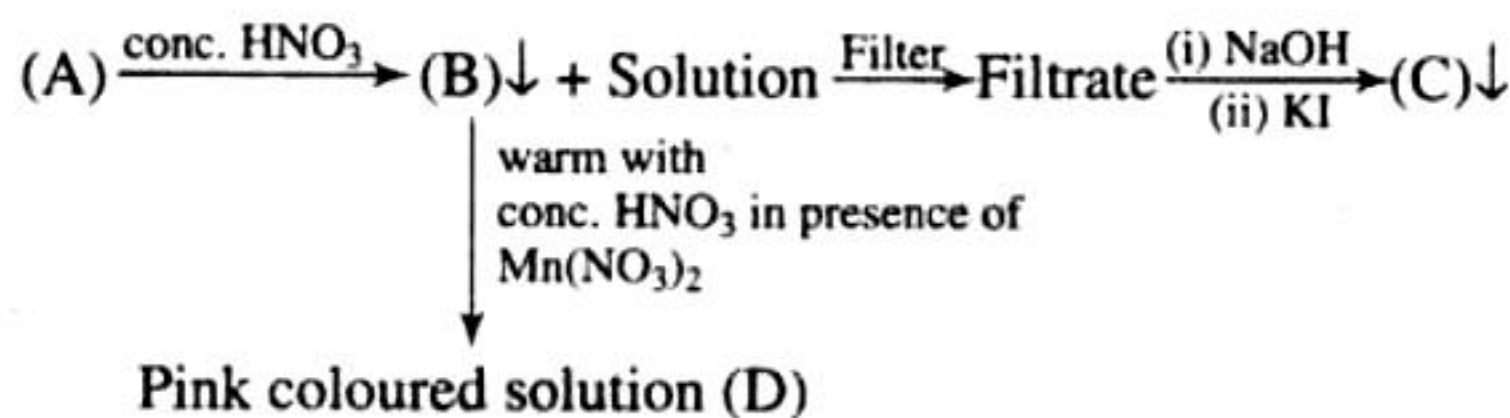 (A) conc. HNO₃ (B)↓ + Solution Filter Filtrate (i) NaOH (ii) KI (C)↓
warm with
conc. HNO₃ in presence of
Mn(NO₃)₂
Pink coloured solution (D)